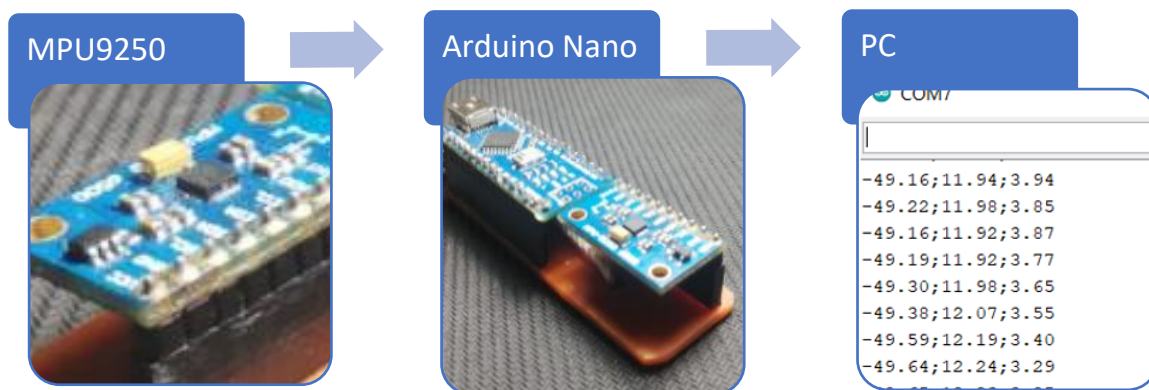 MPU9250
Arduino Nano
PC
COM7
-49.16;11.94;3.94
-49.22;11.98;3.85
-49.16;11.92;3.87
-49.19;11.92;3.77
-49.30;11.98;3.65
-49.38;12.07;3.55
-49.59;12.19;3.40
-49.64;12.24;3.29